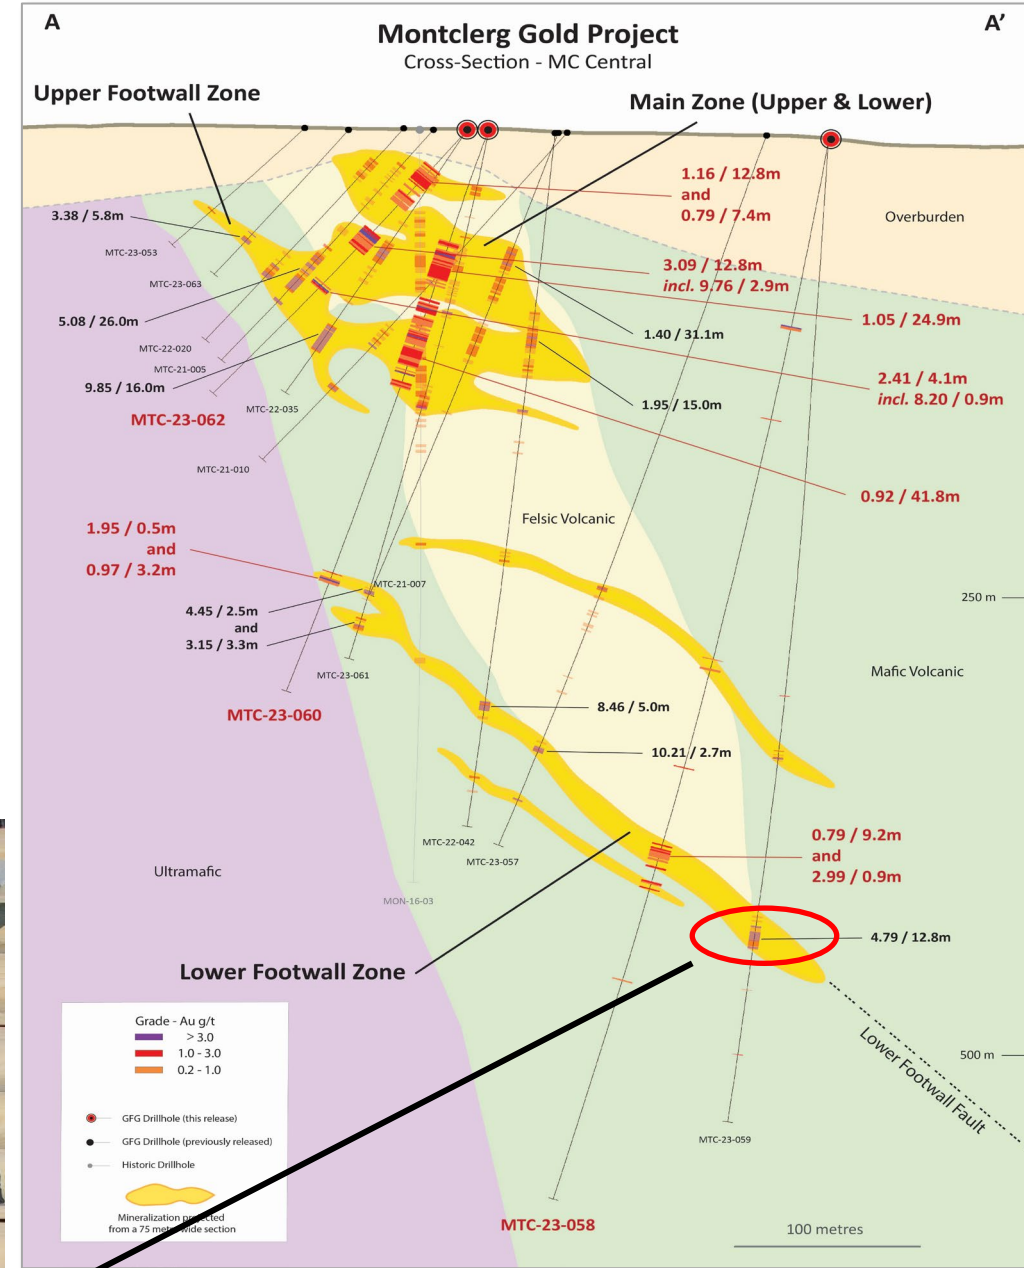 A
A'
Montclerg Gold Project
Cross-Section - MC Central
Upper Footwall Zone
Main Zone (Upper & Lower)
1.16 / 12.8m
and
0.79 / 7.4m
Overburden
3.38 / 5.8m
MTC-23-053
3.09 / 12.8m
incl. 9.76 / 2.9m
MTC-23-063
5.08 / 26.0m
1.05 / 24.9m
1.40 / 31.1m
MTC-22-020
MTC-21-005
9.85 / 16.0m
2.41 / 4.1m
incl. 8.20 / 0.9m
MTC-22-035
1.95 / 15.0m
MTC-23-062
MTC-21-010
0.92 / 41.8m
Felsic Volcanic
1.95 / 0.5m
and
0.97 / 3.2m
MTC-21-007
250 m
4.45 / 2.5m
and
3.15 / 3.3m
MTC-23-061
Mafic Volcanic
MTC-23-060
8.46 / 5.0m
10.21 / 2.7m
MTC-22-042
MTC-23-057
0.79 / 9.2m
and
2.99 / 0.9m
Ultramafic
MON-16-03
4.79 / 12.8m
Lower Footwall Zone
Lower Footwall Fault
500 m
Grade - Au g/t
> 3.0
1.0 - 3.0
0.2 - 1.0
GFG Drillhole (this release)
GFG Drillhole (previously released)
Historic Drillhole
Mineralization projected
from a 75 metre wide section
MTC-23-059
MTC-23-058
100 metres